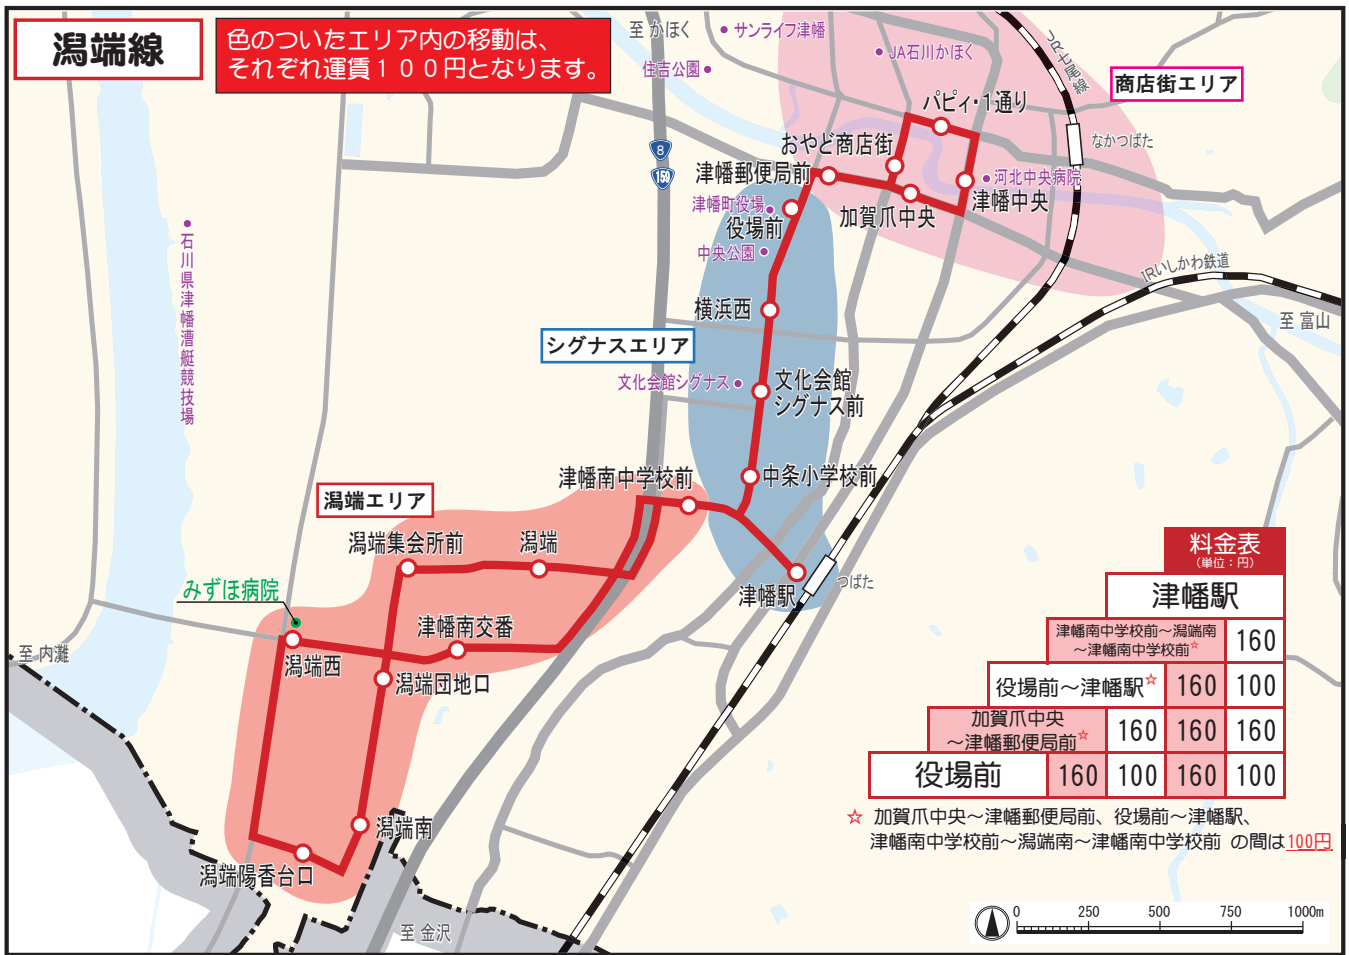 潟端線
色のついたエリア内の移動は、
それぞれ運賃１００円となります。
至 かほく
サンライフ津幡
住吉公園
JA石川かほく
JR七尾線
商店街エリア
パピィ・1通り
おやど商店街
なかつばた
8
159
津幡郵便局前
河北中央病院
津幡町役場
役場前
加賀爪中央
津幡中央
中央公園
石川県津幡漕艇競技場
IRいしかわ鉄道
至 富山
横浜西
シグナスエリア
文化会館シグナス
文化会館
シグナス前
津幡南中学校前
中条小学校前
潟端エリア
潟端集会所前
潟端
みずほ病院
津幡駅
つばた
津幡南交番
至 内灘
潟端西
潟端団地口
潟端南
潟端陽香台口
至 金沢
料金表
（単位：円）
津幡駅
津幡南中学校前～潟端南
～津幡南中学校前☆
160
役場前～津幡駅☆ 160 100
加賀爪中央
～津幡郵便局前☆
160 160 160
役場前 160 100 160 100
☆ 加賀爪中央～津幡郵便局前、役場前～津幡駅、
津幡南中学校前～潟端南～津幡南中学校前 の間は100円
0 250 500 750 1000m